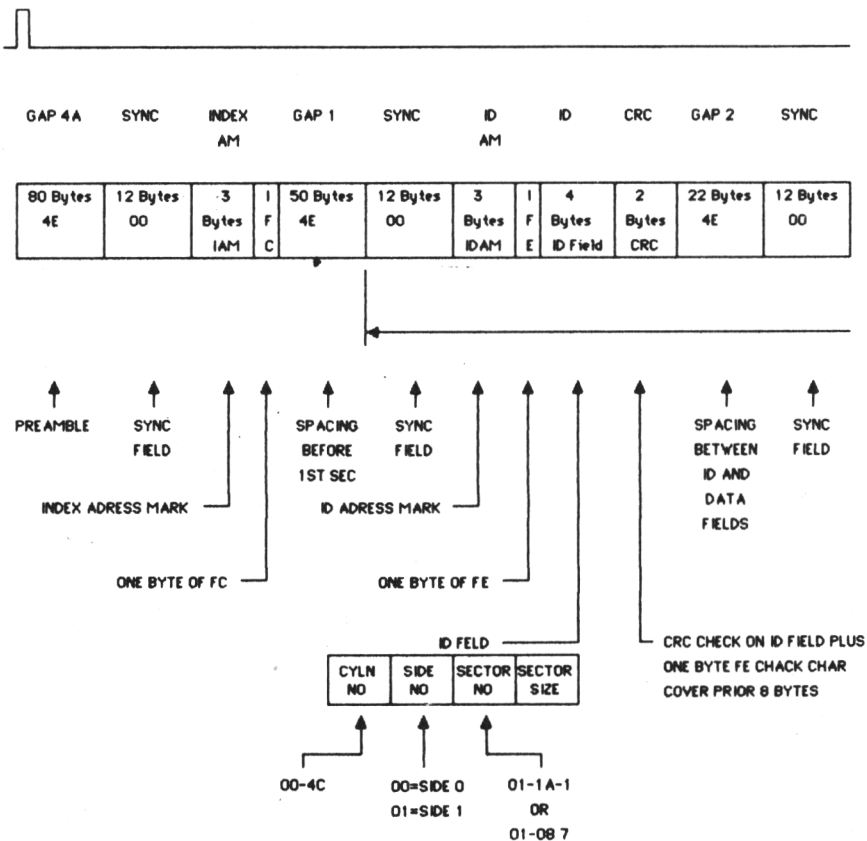 GAP 4A SYNC INDEX GAP 1 SYNC ID ID CRC GAP 2 SYNC
AM AM
80 Bytes 12 Bytes 3 1 50 Bytes 12 Bytes 3 1 4 2 22 Bytes 12 Bytes
4E 00 Bytes F 4E 00 Bytes F Bytes Bytes 4E 00
IAM C IDAM E ID Field CRC
PREAMBLE SYNC SPACING SYNC SPACING SYNC
FIELD BEFORE FIELD BETWEEN FIELD
1ST SEC ID AND
DATA
FIELDS
INDEX ADRESS MARK ID ADRESS MARK
ONE BYTE OF FC ONE BYTE OF FE
ID FELD
CRC CHECK ON ID FIELD PLUS
ONE BYTE FE CHACK CHAR
COVER PRIOR 8 BYTES
CYLN SIDE SECTOR SECTOR
NO NO NO SIZE
00-4C 00=SIDE 0 01-1A-1
01=SIDE 1 OR
01-08 7